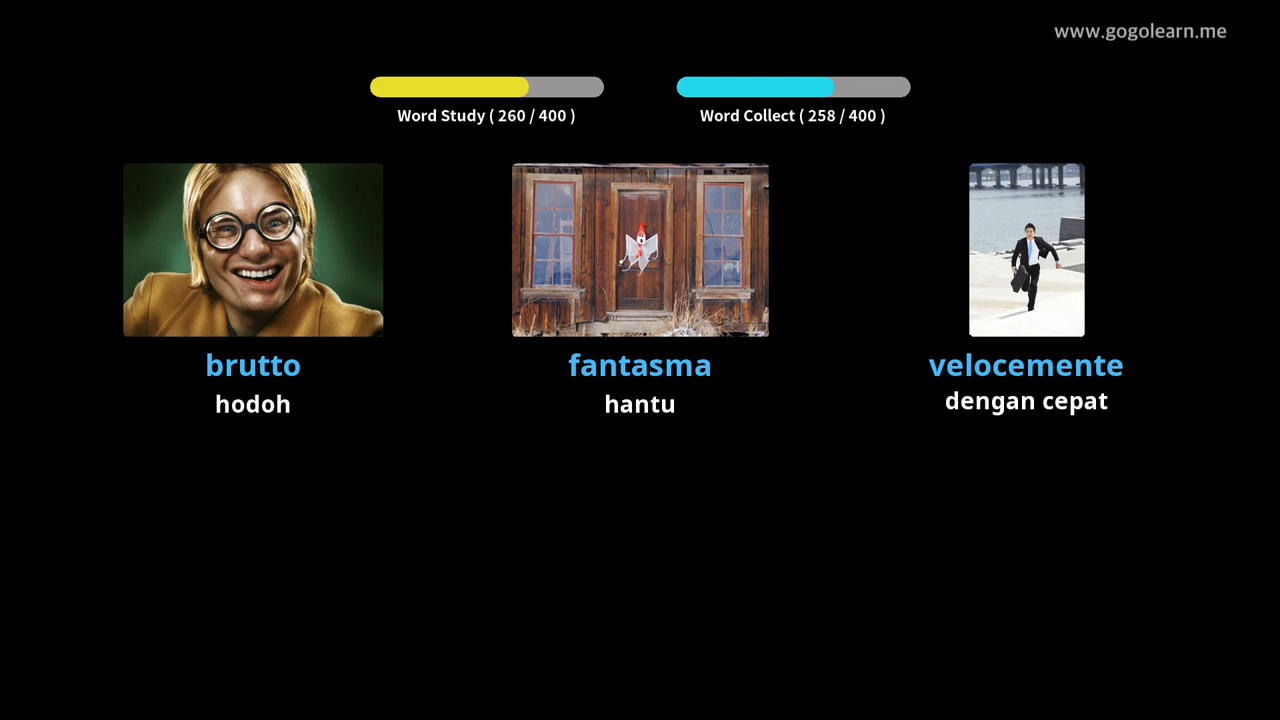 www.gogolearn.me
Word Study ( 260 / 400 )
Word Collect ( 258 / 400 )
brutto
hodoh
fantasma
hantu
velocemente
dengan cepat